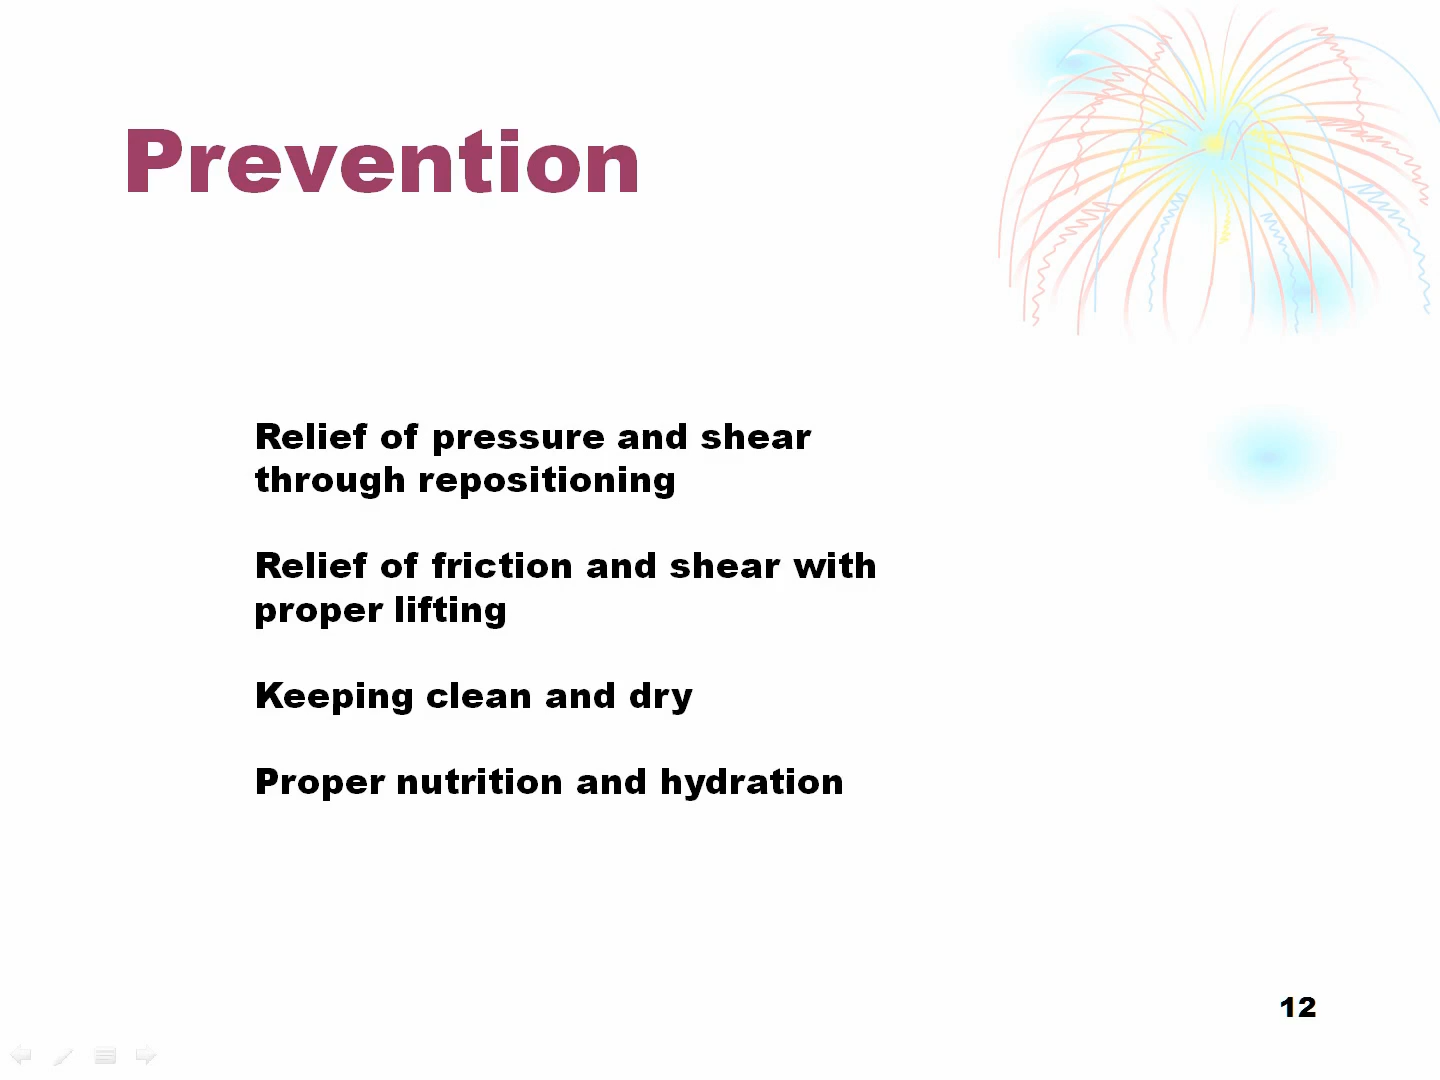 Prevention
Relief of pressure and shear
through repositioning
Relief of friction and shear with
proper lifting
Keeping clean and dry
Proper nutrition and hydration
12